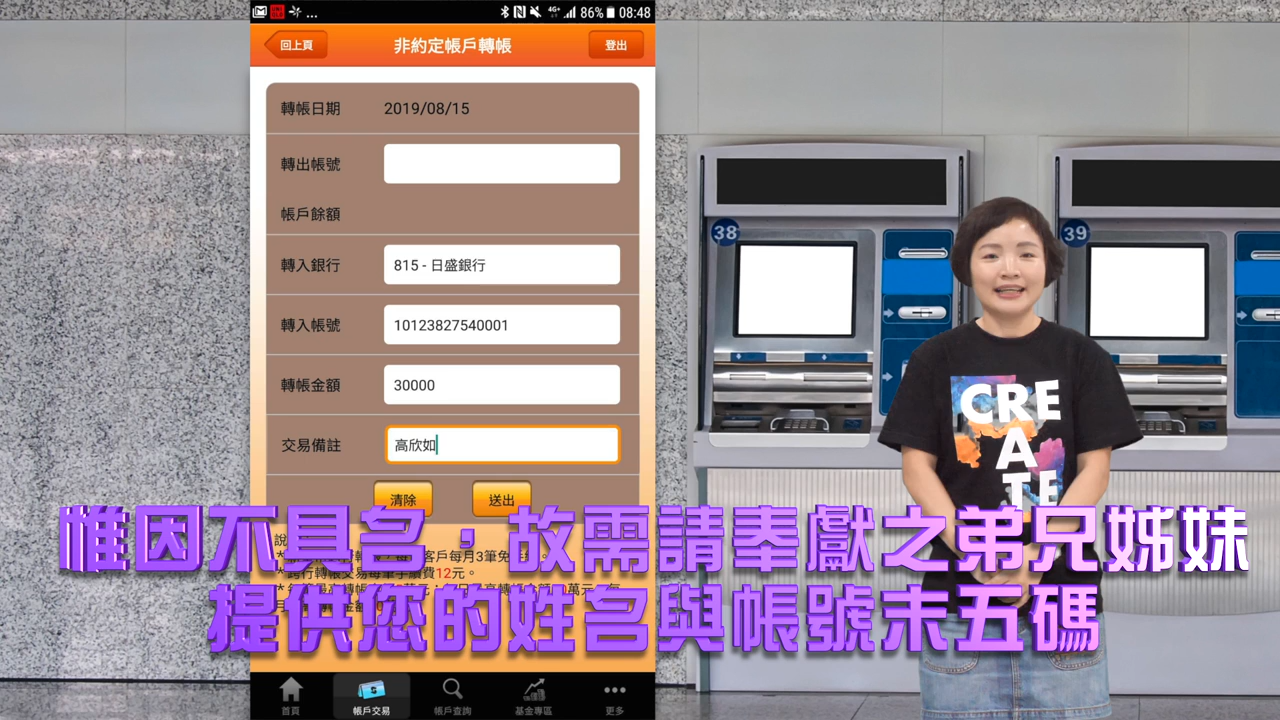 4G+ 86% 08:48
回上頁 非約定帳戶轉帳 登出
轉帳日期 2019/08/15
轉出帳號
帳戶餘額
轉入銀行 815 - 日盛銀行
轉入帳號 10123827540001
轉帳金額 30000
交易備註 高欣如
清除 送出
惟因不具名，故需請奉獻之弟兄姊妹
提供您的姓名與帳號末五碼
首頁 帳戶交易 帳戶查詢 基金專區 更多
38
39
CRE
A
TE